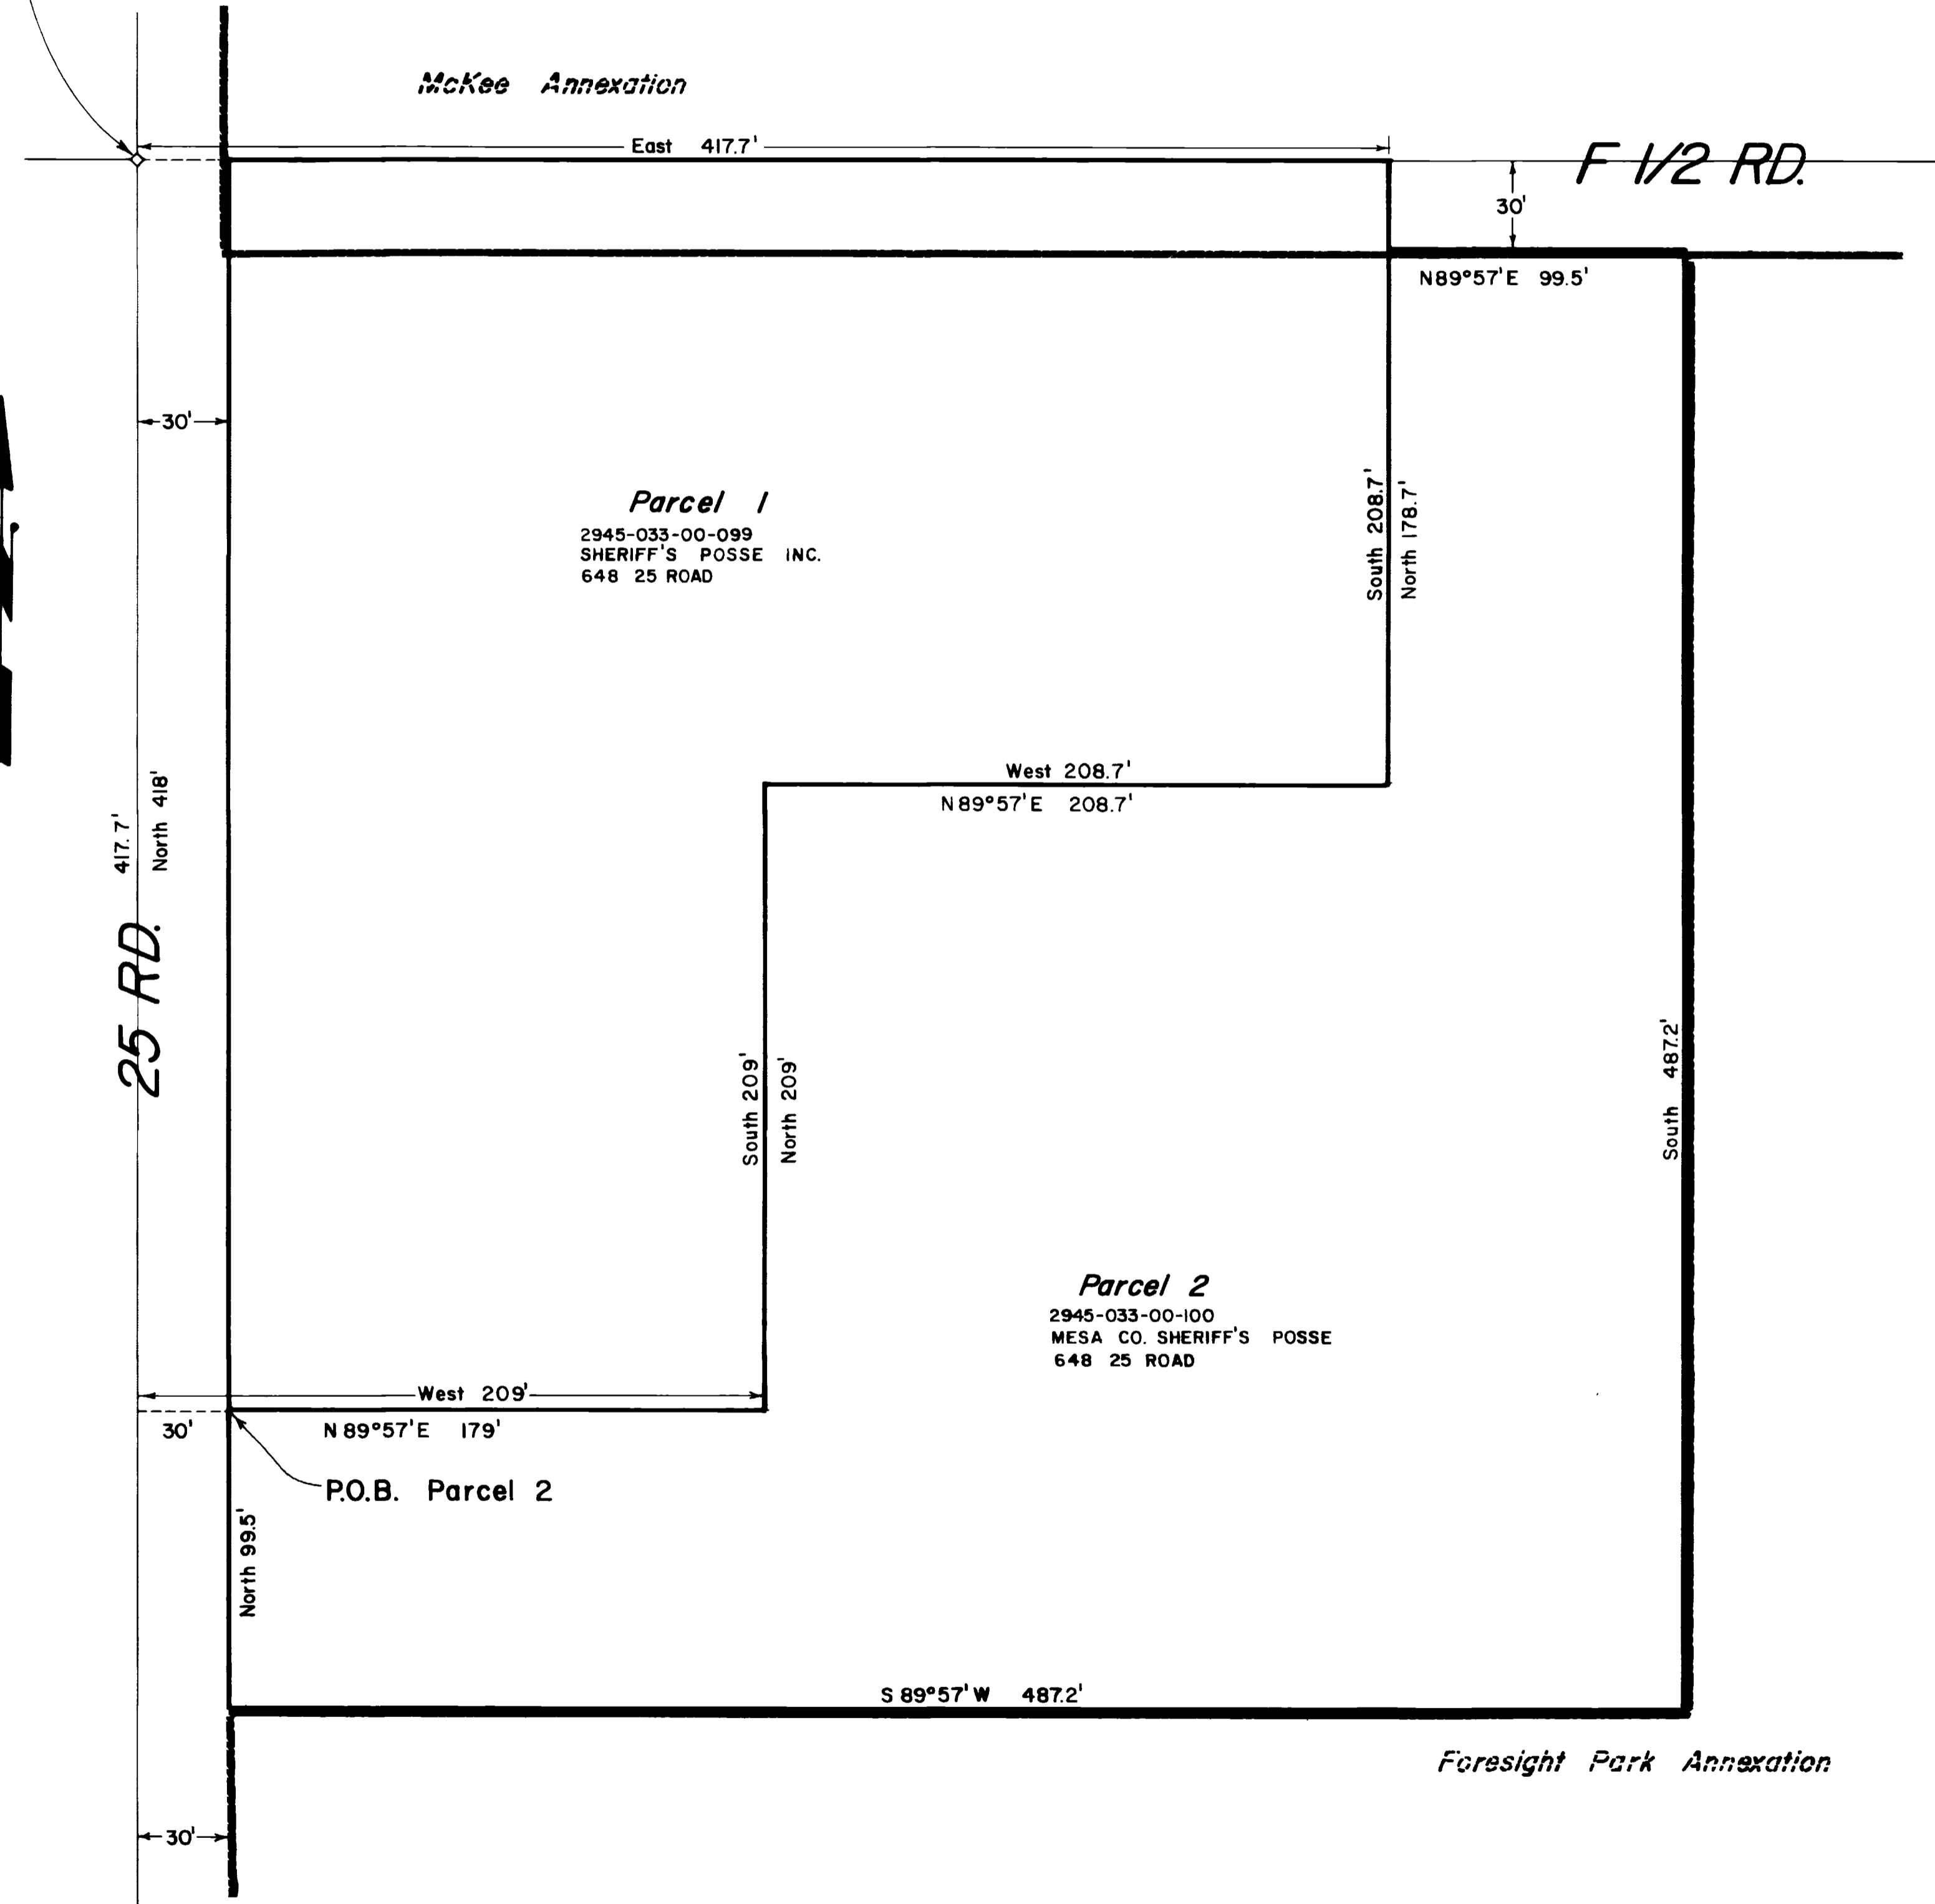 McKee Annexation
East 417.7'
F 1/2 RD.
30'
N89°57'E 99.5'
30'
Parcel 1
2945-033-00-099
SHERIFF'S POSSE INC.
648 25 ROAD
South 208.7'
North 178.7'
West 208.7'
N89°57'E 208.7'
417.7'
North 418'
25 RD.
South 209'
North 209'
South 487.2'
Parcel 2
2945-033-00-100
MESA CO. SHERIFF'S POSSE
648 25 ROAD
West 209'
30'
N89°57'E 179'
P.O.B. Parcel 2
North 99.5'
S89°57'W 487.2'
Foresight Park Annexation
30'